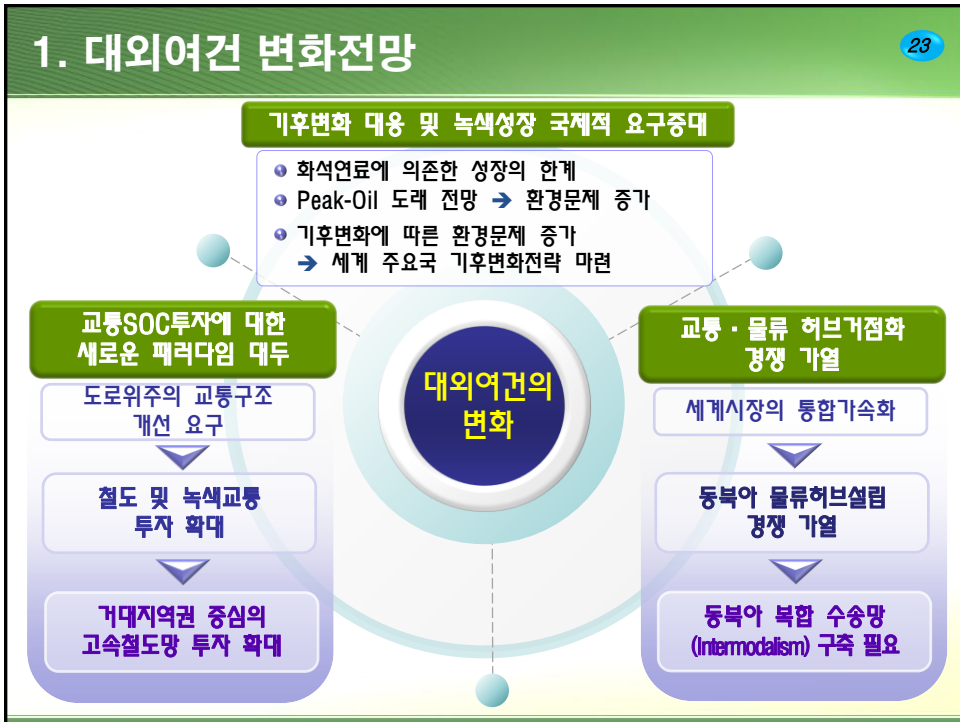 1. 대외여건 변화전망
23
기후변화 대응 및 녹색성장 국제적 요구증대
화석연료에 의존한 성장의 한계
Peak-Oil 도래 전망 ➔ 환경문제 증가
기후변화에 따른 환경문제 증가
➔ 세계 주요국 기후변화전략 마련
교통SOC투자에 대한
새로운 패러다임 대두
도로위주의 교통구조
개선 요구
철도 및 녹색교통
투자 확대
거대지역권 중심의
고속철도망 투자 확대
대외여건의
변화
교통 · 물류 허브거점화
경쟁 가열
세계시장의 통합가속화
동북아 물류허브설립
경쟁 가열
동북아 복합 수송망
(Intermodalism) 구축 필요